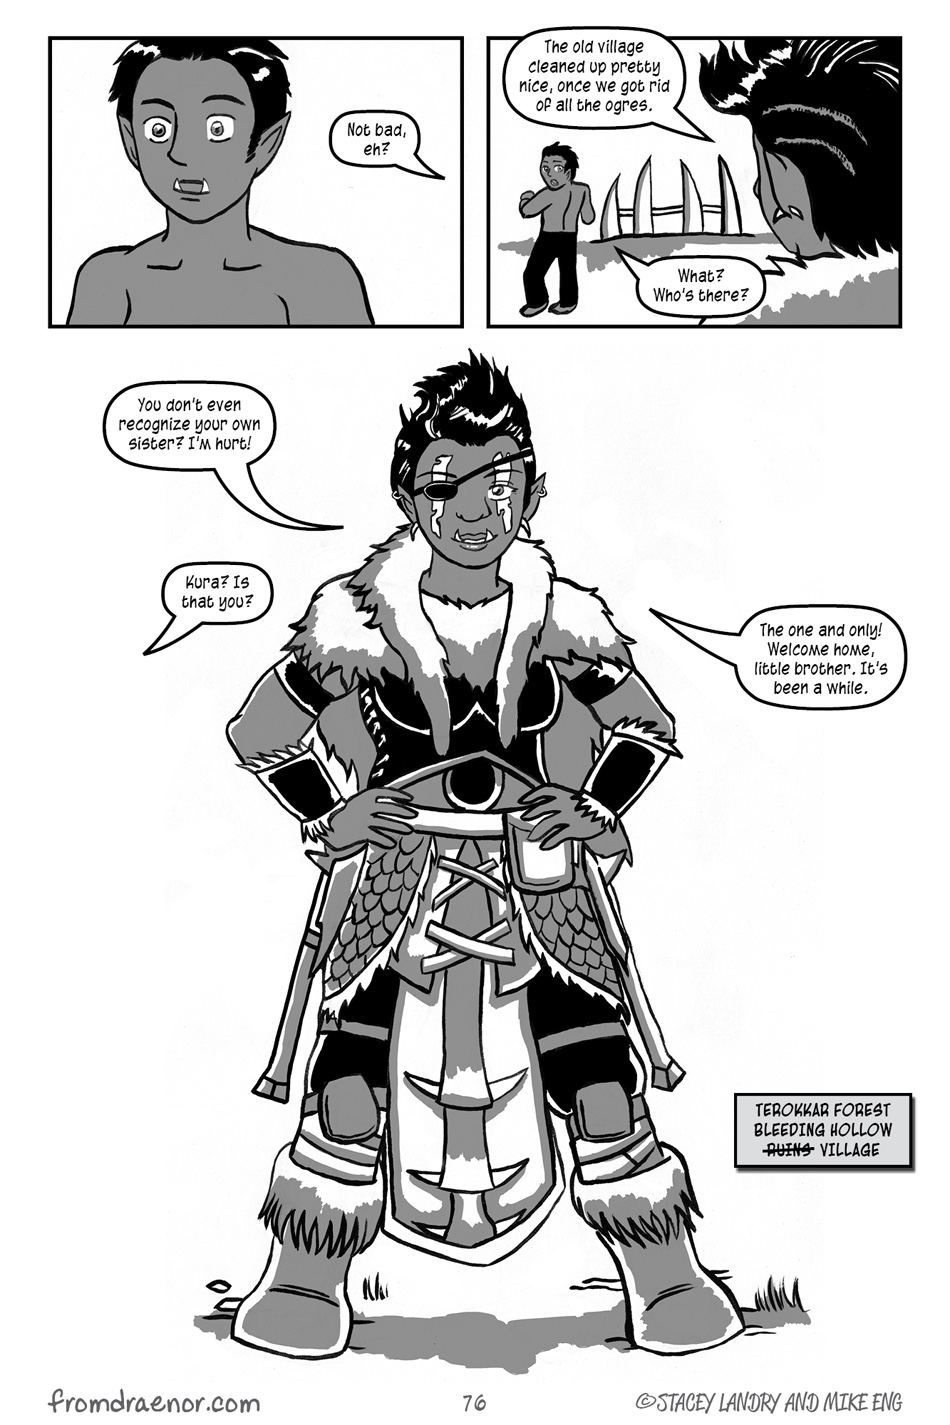 Not bad,
eh?
The old village
cleaned up pretty
nice, once we got rid
of all the ogres.
What?
Who's there?
You don't even
recognize your own
sister? I'm hurt!
Kura? Is
that you?
The one and only!
Welcome home,
little brother. It's
been a while.
TEROKKAR FOREST
BLEEDING HOLLOW
RUINS VILLAGE
fromdraenor.com
76
©STACEY LANDRY AND MIKE ENG